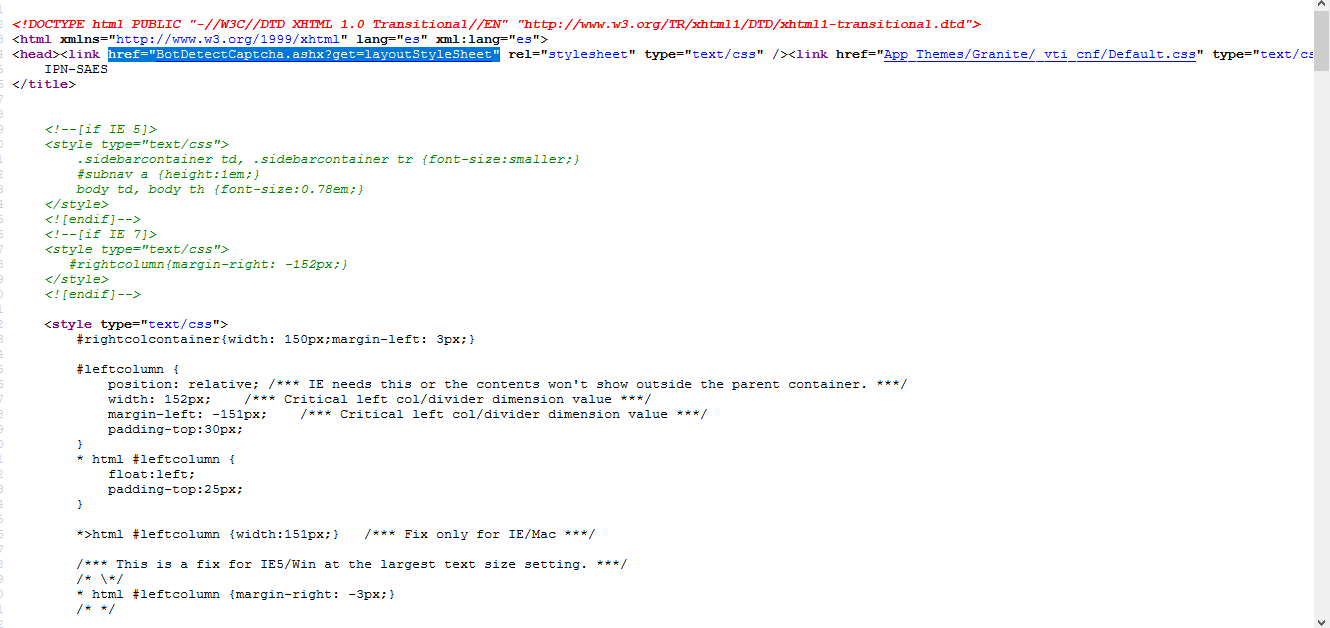 <!DOCTYPE html PUBLIC "-//W3C//DTD XHTML 1.0 Transitional//EN" "http://www.w3.org/TR/xhtml1/DTD/xhtml1-transitional.dtd">
<html xmlns="http://www.w3.org/1999/xhtml" lang="es" xml:lang="es">
<head><link href="BotDetectCaptcha.ashx?get=layoutStyleSheet" rel="stylesheet" type="text/css" /><link href="App_Themes/Granite/_vti_cnf/Default.css" type="text/cs
IPN-SAES
</title>
<!--[if IE 5]>
<style type="text/css">
.sidebarcontainer td, .sidebarcontainer tr {font-size:smaller;}
#subnav a {height:1em;}
body td, body th {font-size:0.78em;}
</style>
<![endif]-->
<!--[if IE 7]>
<style type="text/css">
#rightcolumn{margin-right: -152px;}
</style>
<![endif]-->
<style type="text/css">
#rightcolcontainer{width: 150px;margin-left: 3px;}
#leftcolumn {
position: relative; /*** IE needs this or the contents won't show outside the parent container. ***/
width: 152px; /*** Critical left col/divider dimension value ***/
margin-left: -151px; /*** Critical left col/divider dimension value ***/
padding-top:30px;
}
* html #leftcolumn {
float:left;
padding-top:25px;
}
*>html #leftcolumn {width:151px;} /*** Fix only for IE/Mac ***/
/*** This is a fix for IE5/Win at the largest text size setting. ***/
/* \*/
* html #leftcolumn {margin-right: -3px;}
/* */